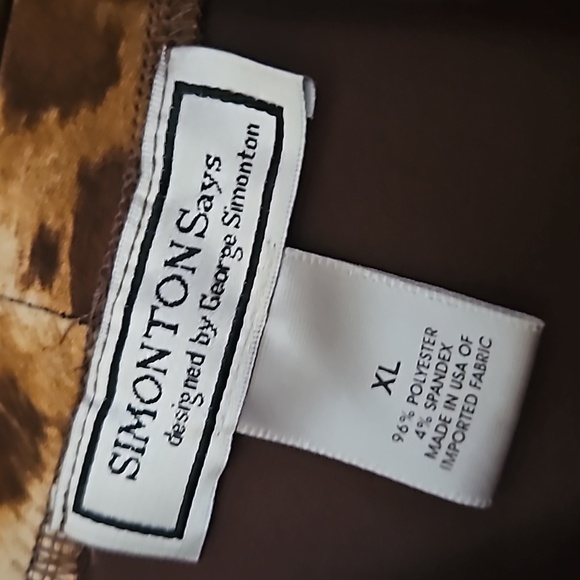 SIMONTON Says
designed by George Simonton
XL
96% POLYESTER
4% SPANDEX
MADE IN USA OF
IMPORTED FABRIC